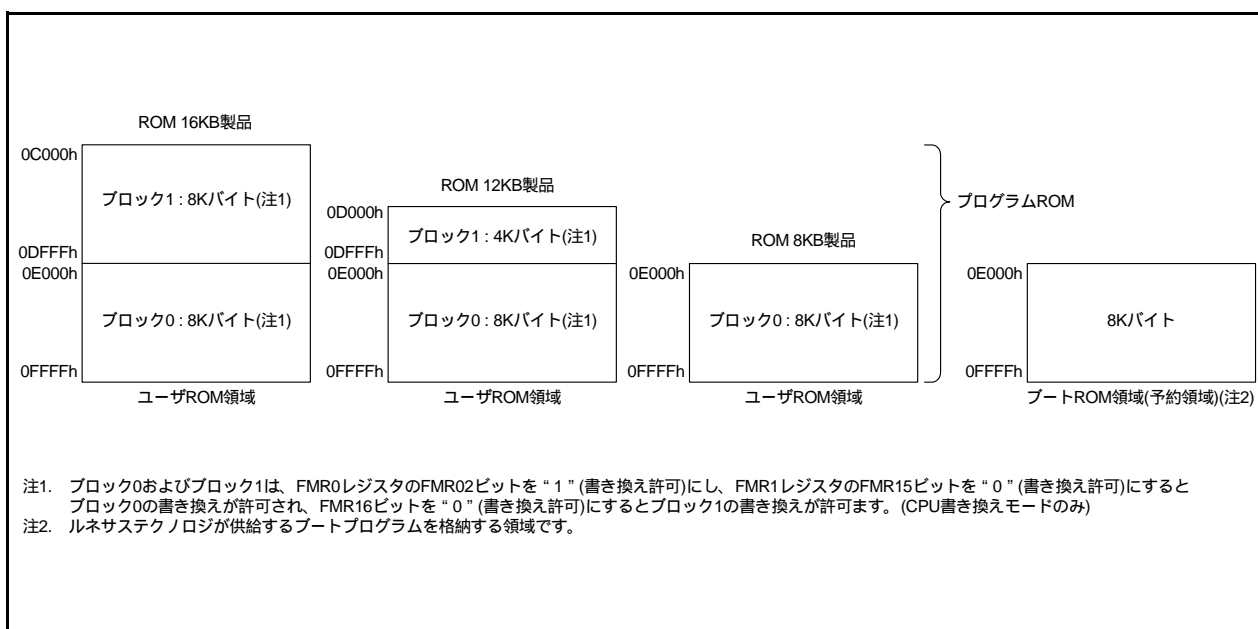 ROM 16KB製品
0C000h
ブロック1 : 8Kバイト(注1)
0DFFFh
0E000h
ブロック0 : 8Kバイト(注1)
0FFFFh
ユーザROM領域
ROM 12KB製品
0D000h
ブロック1 : 4Kバイト(注1)
0DFFFh
0E000h
ブロック0 : 8Kバイト(注1)
0FFFFh
ユーザROM領域
ROM 8KB製品
0E000h
ブロック0 : 8Kバイト(注1)
0FFFFh
ユーザROM領域
プログラムROM
0E000h
8Kバイト
0FFFFh
ブートROM領域(予約領域)(注2)
注1. ブロック0およびブロック1は、FMR0レジスタのFMR02ビットを“1”(書き換え許可)にし、FMR1レジスタのFMR15ビットを“0”(書き換え許可)にすると
ブロック0の書き換えが許可され、FMR16ビットを“0”(書き換え許可)にするとブロック1の書き換えが許可ます。(CPU書き換えモードのみ)
注2. ルネサステクノロジが供給するブートプログラムを格納する領域です。